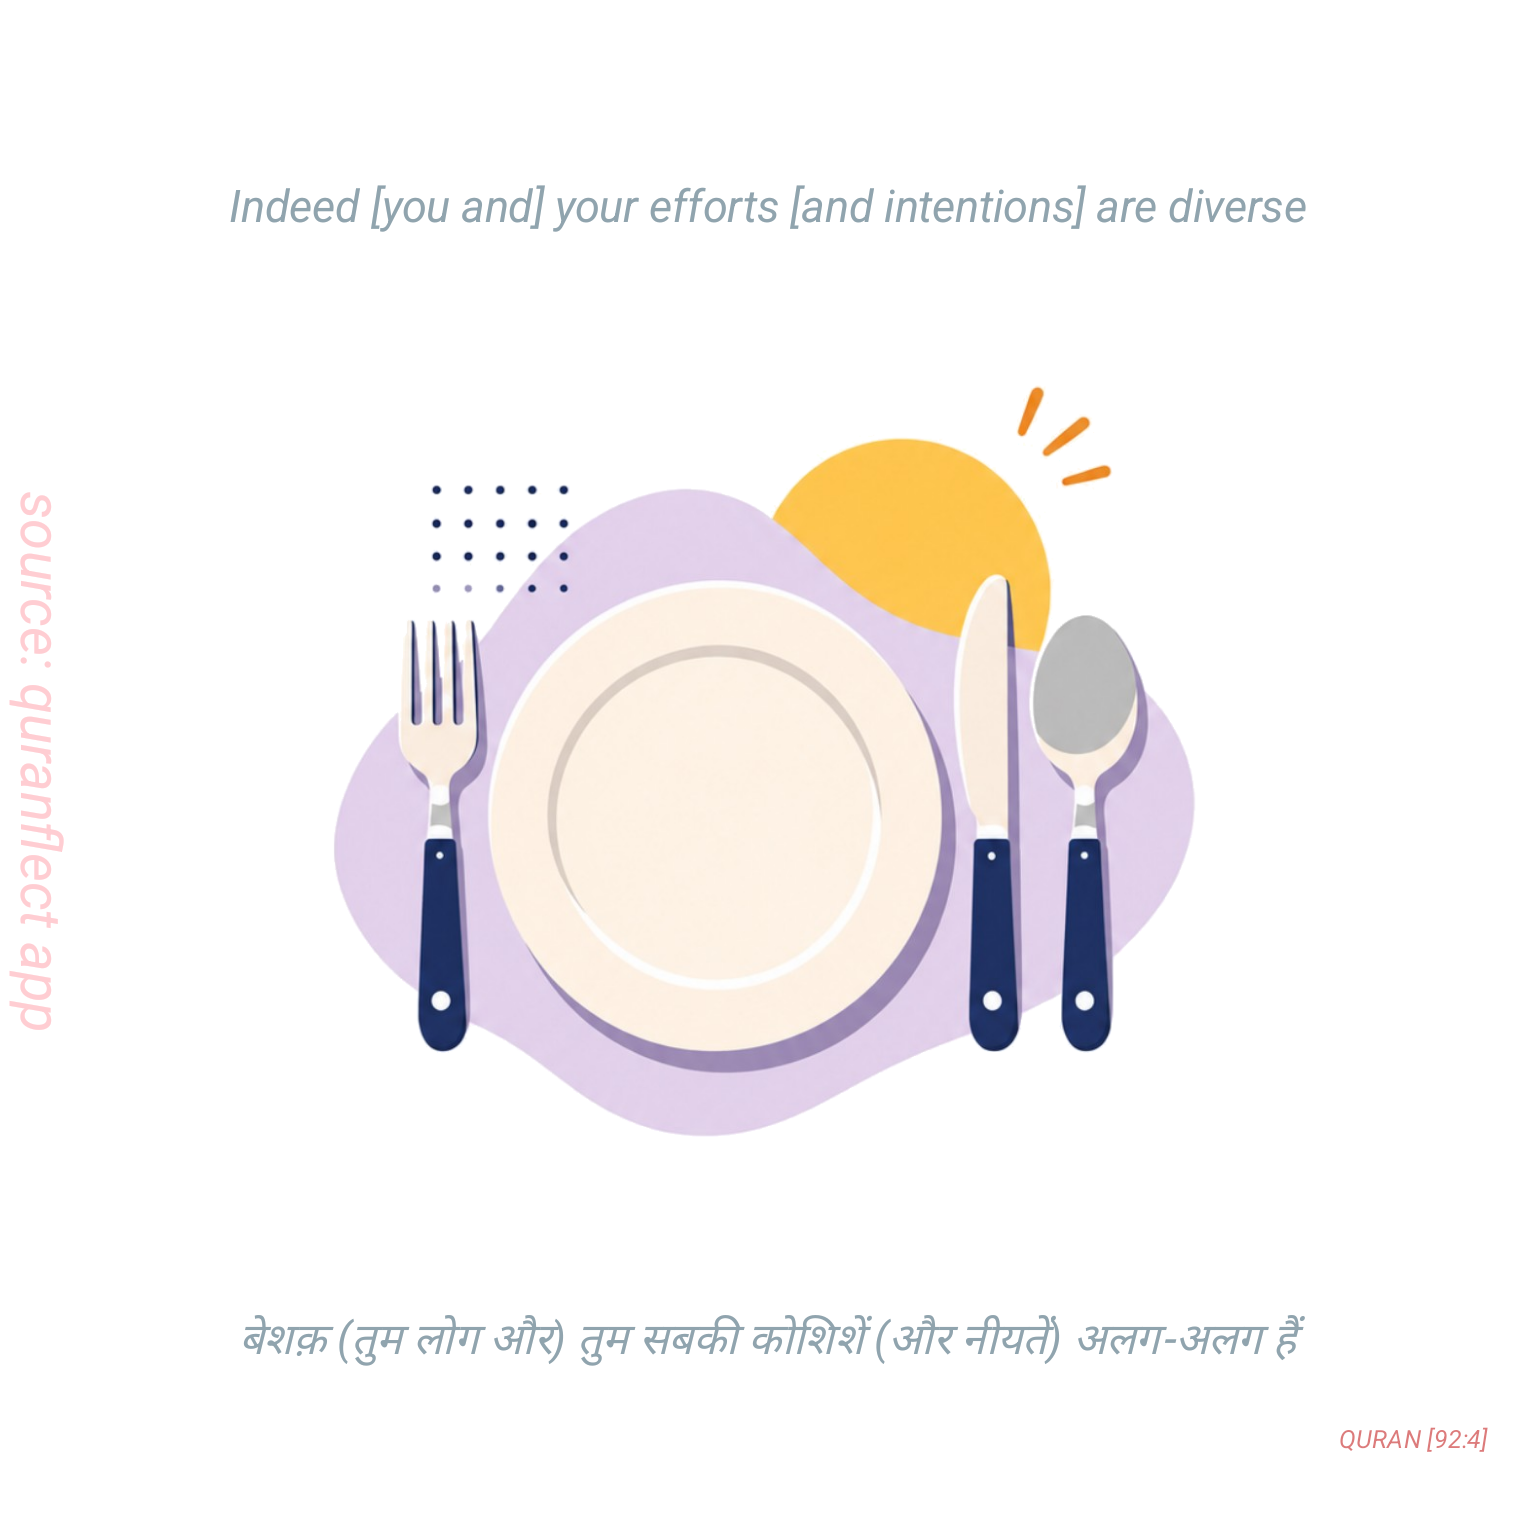 Indeed [you and] your efforts [and intentions] are diverse
source: quranflect app
बेशक़ (तुम लोग और) तुम सबकी कोशिशें (और नीयतें) अलग-अलग हैं
QURAN [92:4]